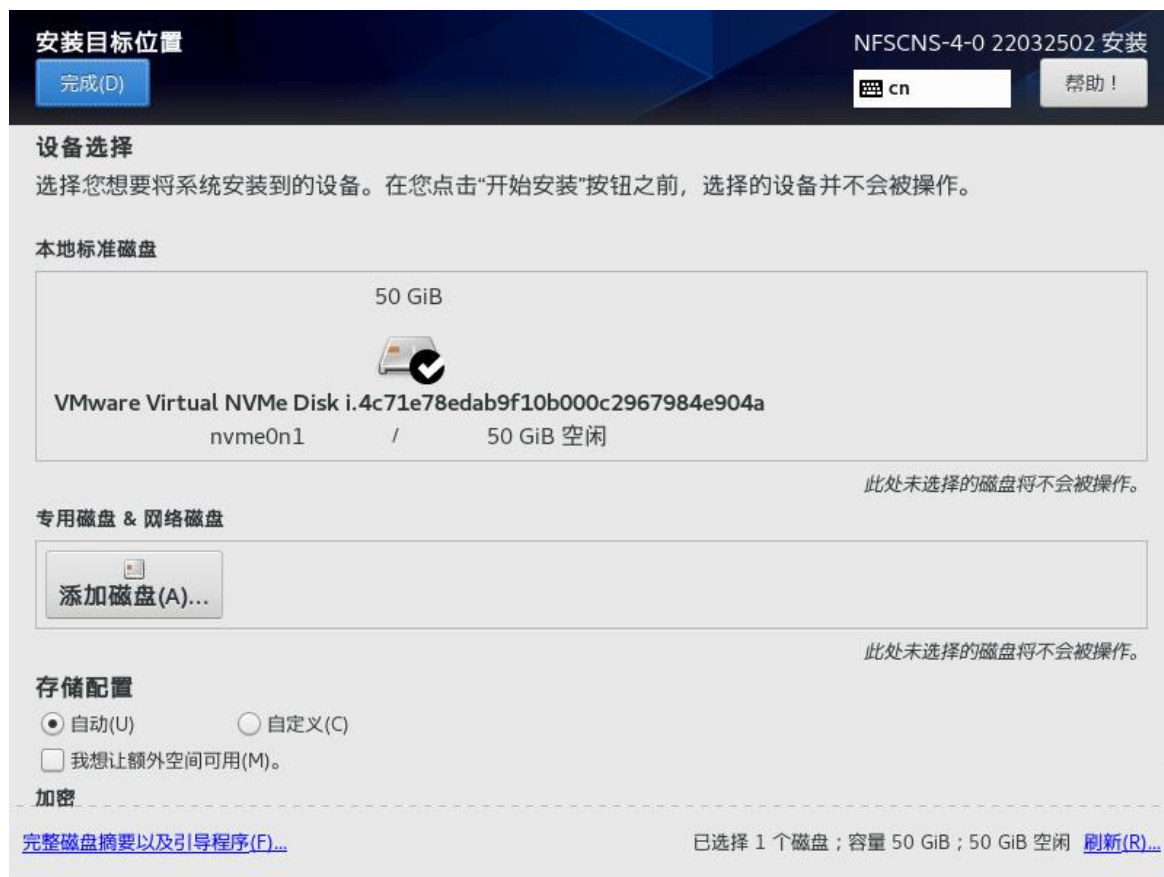 安装目标位置
NFSCNS-4-0 22032502 安装
完成(D)
cn
帮助！
设备选择
选择您想要将系统安装到的设备。在您点击“开始安装”按钮之前，选择的设备并不会被操作。
本地标准磁盘
50 GiB
VMware Virtual NVMe Disk i.4c71e78edab9f10b000c2967984e904a
nvme0n1 / 50 GiB 空闲
此处未选择的磁盘将不会被操作。
专用磁盘 & 网络磁盘
添加磁盘(A)...
此处未选择的磁盘将不会被操作。
存储配置
自动(U) 自定义(C)
我想让额外空间可用(M)。
加密
完整磁盘摘要以及引导程序(F)...
已选择 1 个磁盘；容量 50 GiB；50 GiB 空闲 刷新(R)...